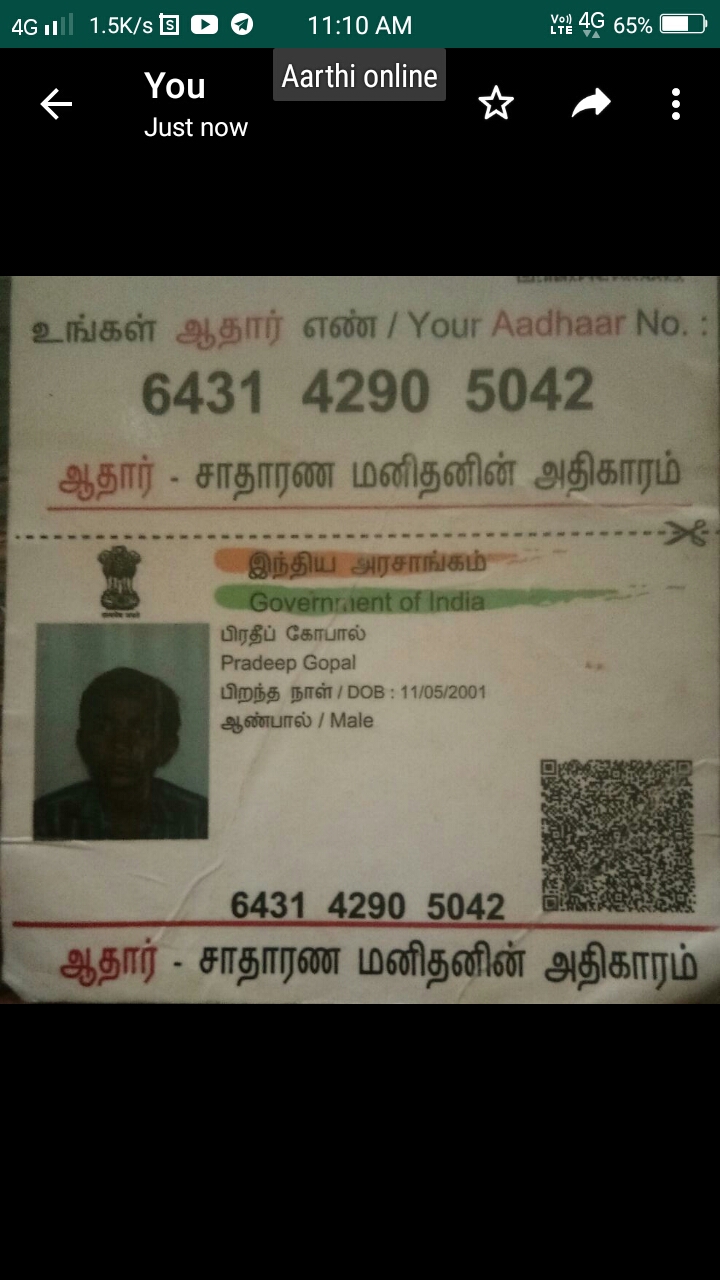 4G 1.5K/s S 11:10 AM Vo)) LTE 4G 65%
Aarthi online
You
Just now
உங்கள் ஆதார் எண் / Your Aadhaar No. :
6431 4290 5042
ஆதார் - சாதாரண மனிதனின் அதிகாரம்
இந்திய அரசாங்கம்
Government of India
பிரதீப் கோபால்
Pradeep Gopal
பிறந்த நாள் / DOB : 11/05/2001
ஆண்பால் / Male
6431 4290 5042
ஆதார் - சாதாரண மனிதனின் அதிகாரம்